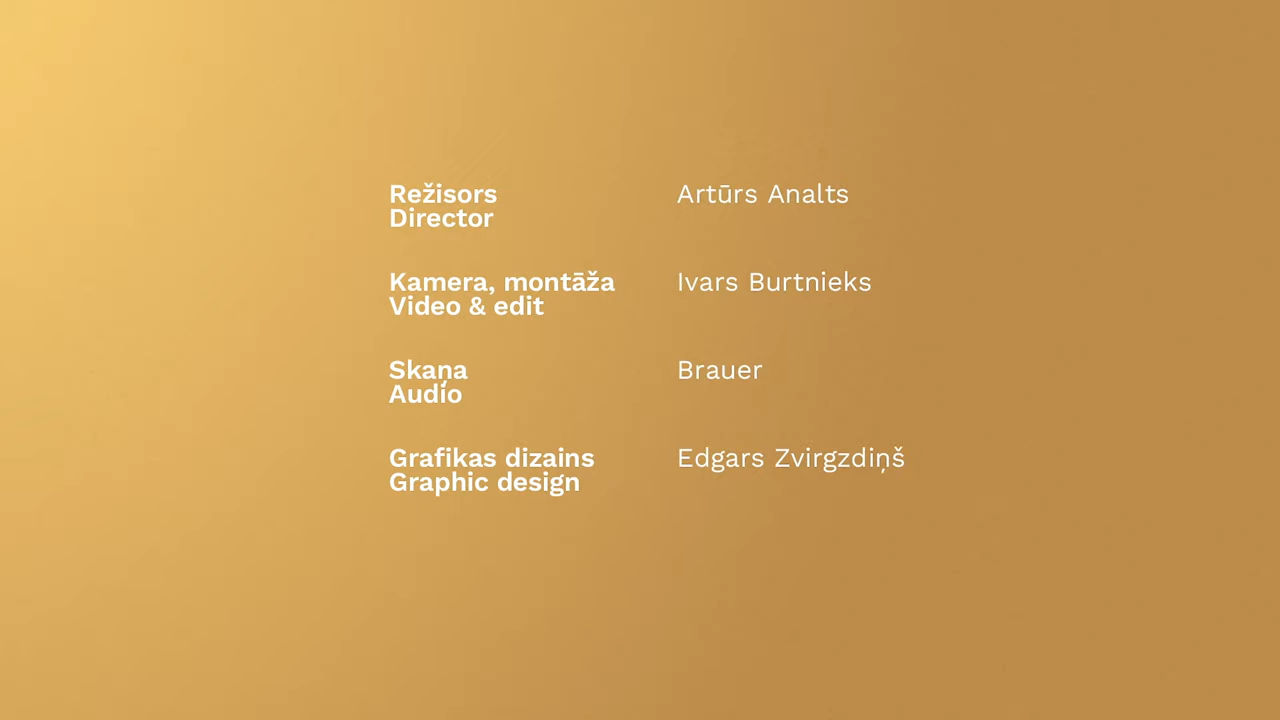 Režisors
Director
Artūrs Analts
Kamera, montāža
Video & edit
Ivars Burtnieks
Skaņa
Audio
Brauer
Grafikas dizains
Graphic design
Edgars Zvirgzdiņš